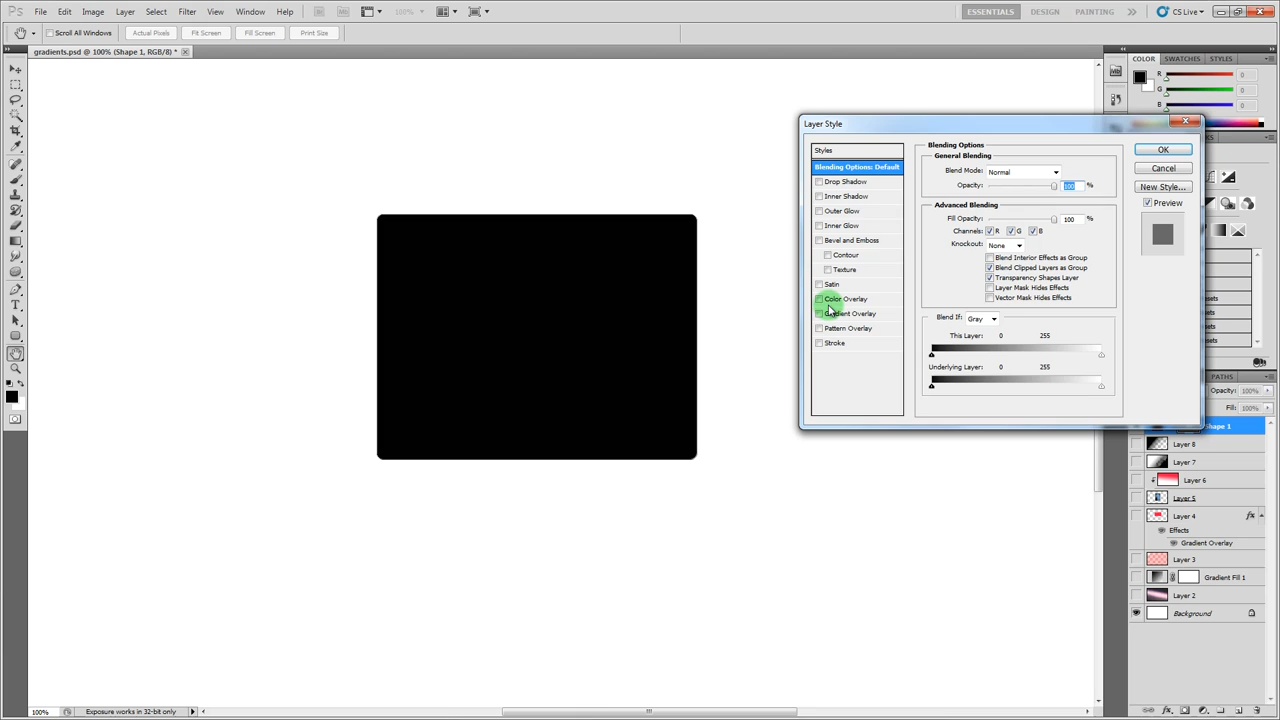 Ps File Edit Image Layer Select Filter Analysis 3D View Window Help 100% ESSENTIALS DESIGN PAINTING CS Live
Scroll All Windows Actual Pixels Fit Screen Fill Screen Print Size
gradients.psd @ 100% (Shape 1, RGB/8) *
COLOR SWATCHES STYLES
R 0
G 0
B 0
Layer Style
Styles
Blending Options: Default
Drop Shadow
Inner Shadow
Outer Glow
Inner Glow
Bevel and Emboss
Contour
Texture
Satin
Color Overlay
Gradient Overlay
Pattern Overlay
Stroke
Blending Options
General Blending
Blend Mode: Normal
Opacity: 100 %
Advanced Blending
Fill Opacity: 100 %
Channels: R G B
Knockout: None
Blend Interior Effects as Group
Blend Clipped Layers as Group
Transparency Shapes Layer
Layer Mask Hides Effects
Vector Mask Hides Effects
Blend If: Gray
This Layer: 0 255
Underlying Layer: 0 255
OK
Cancel
New Style...
Preview
PATHS
Opacity: 100%
Fill: 100%
Shape 1
Layer 8
Layer 7
Layer 6
Layer 5
Layer 4 fx
Effects
Gradient Overlay
Layer 3
Gradient Fill 1
Layer 2
Background
100% Exposure works in 32-bit only